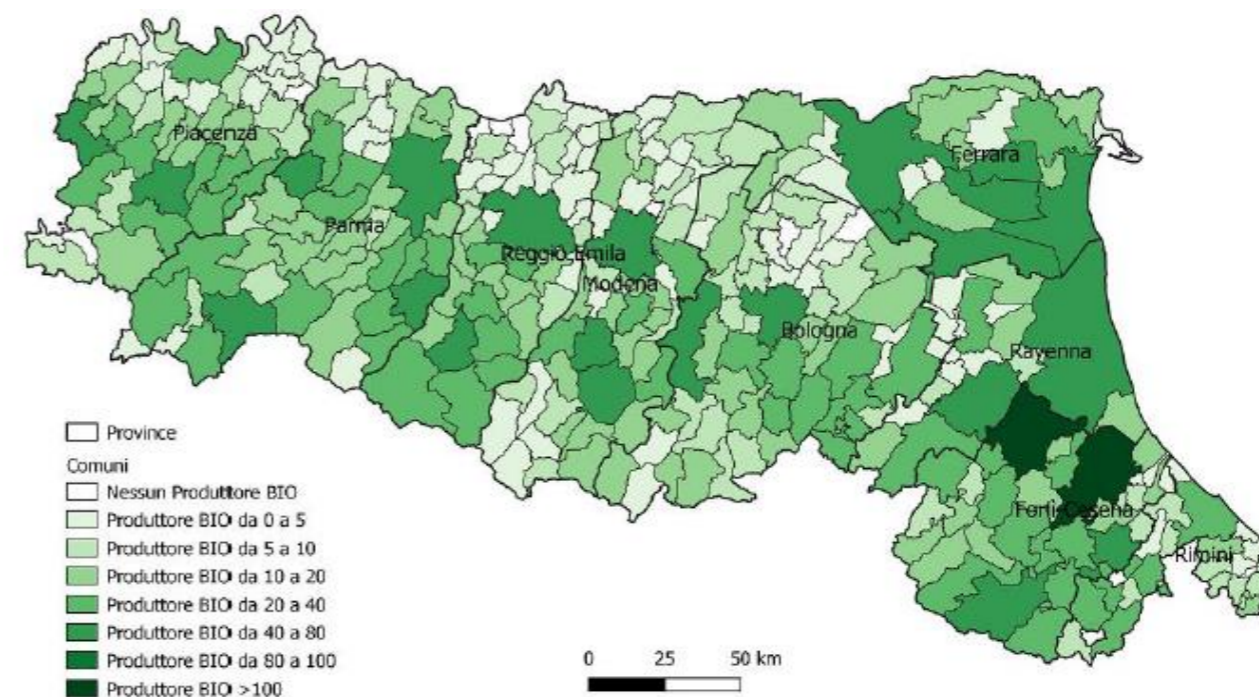 Piacenza
Parma
Reggio Emila
Modena
Bologna
Ferrara
Ravenna
Forlì-Cesena
Rimini
Province
Comuni
Nessun Produttore BIO
Produttore BIO da 0 a 5
Produttore BIO da 5 a 10
Produttore BIO da 10 a 20
Produttore BIO da 20 a 40
Produttore BIO da 40 a 80
Produttore BIO da 80 a 100
Produttore BIO >100
0 25 50 km